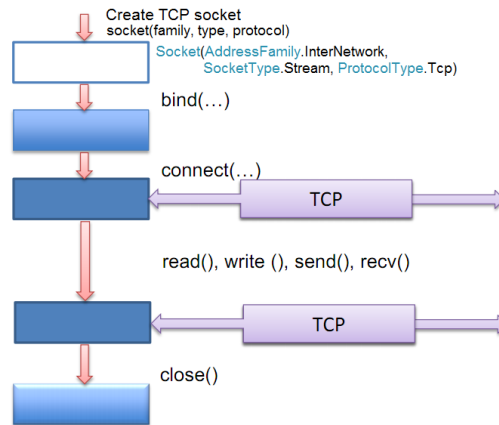 Create TCP socket
socket(family, type, protocol)
Socket(AddressFamily.InterNetwork,
SocketType.Stream, ProtocolType.Tcp)
bind(…)
connect(…)
TCP
read(), write (), send(), recv()
TCP
close()